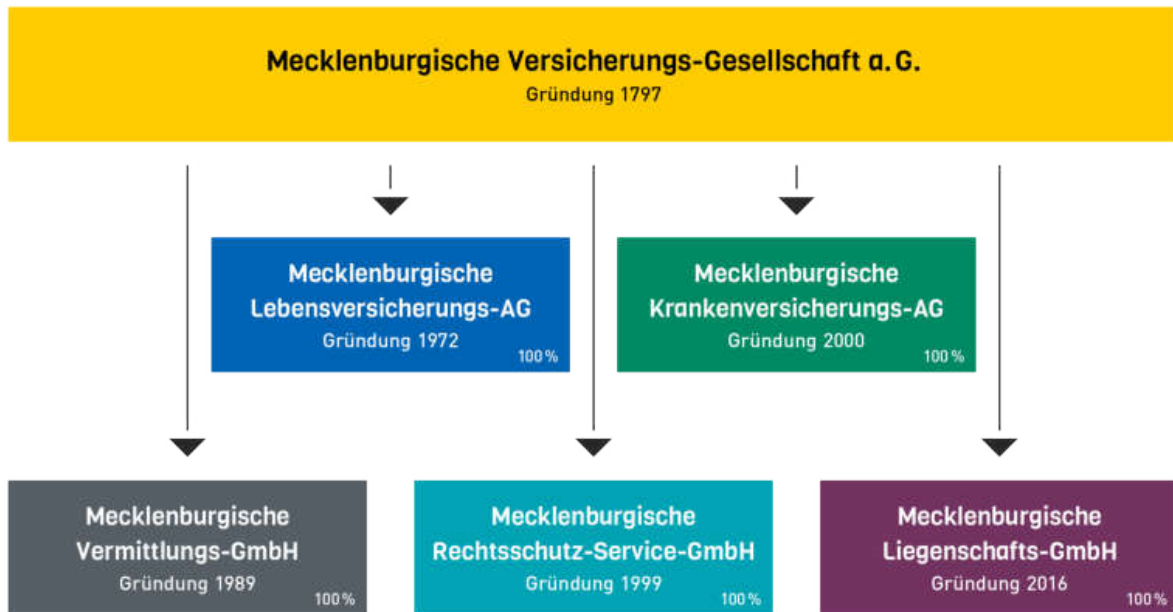 Mecklenburgische Versicherungs-Gesellschaft a. G.
Gründung 1797
Mecklenburgische
Lebensversicherungs-AG
Gründung 1972
100 %
Mecklenburgische
Krankenversicherungs-AG
Gründung 2000
100 %
Mecklenburgische
Vermittlungs-GmbH
Gründung 1989
100 %
Mecklenburgische
Rechtsschutz-Service-GmbH
Gründung 1999
100 %
Mecklenburgische
Liegenschafts-GmbH
Gründung 2016
100 %